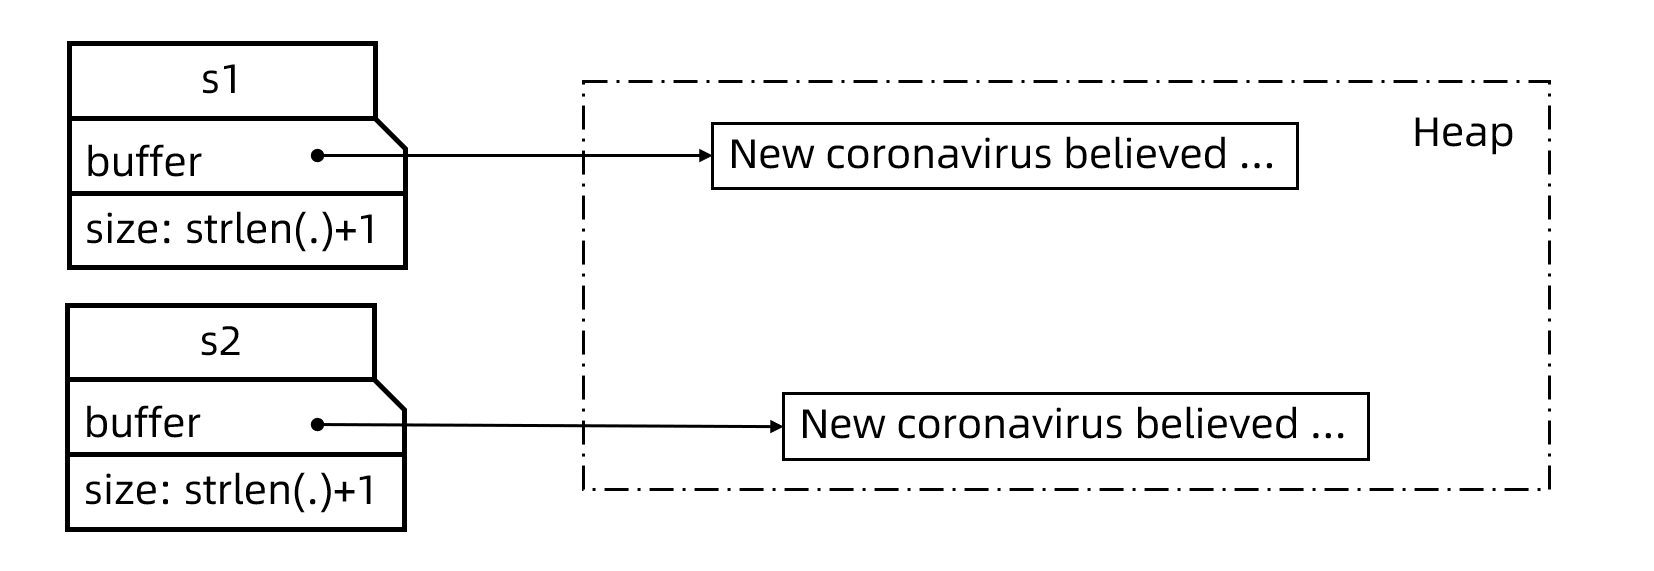 s1
buffer
size: strlen(.)+1
New coronavirus believed ...
Heap
s2
buffer
size: strlen(.)+1
New coronavirus believed ...